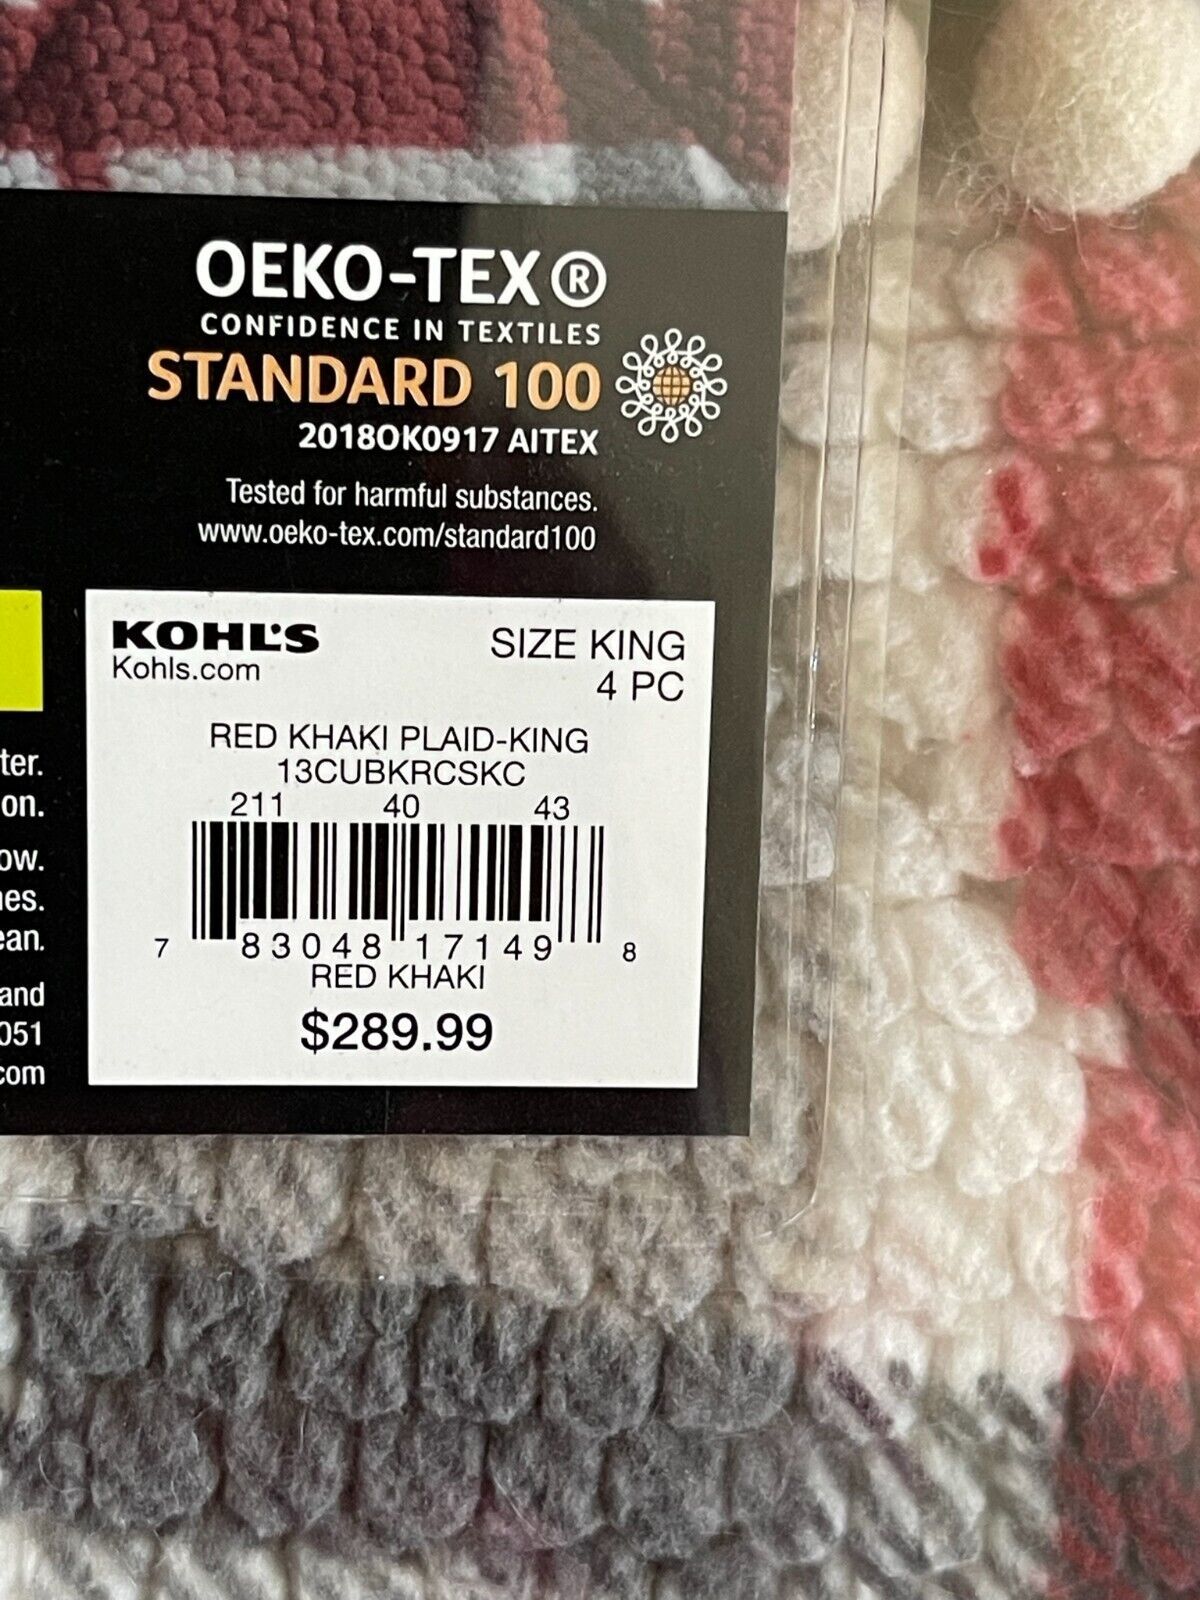 OEKO-TEX®
CONFIDENCE IN TEXTILES
STANDARD 100
2018OK0917 AITEX
Tested for harmful substances.
www.oeko-tex.com/standard100
KOHL'S
Kohls.com
SIZE KING
4 PC
RED KHAKI PLAID-KING
13CUBKRCSKC
211 40 43
7 83048 17149 8
RED KHAKI
$289.99
ter.
on.
ow.
nes.
ean.
and
051
com